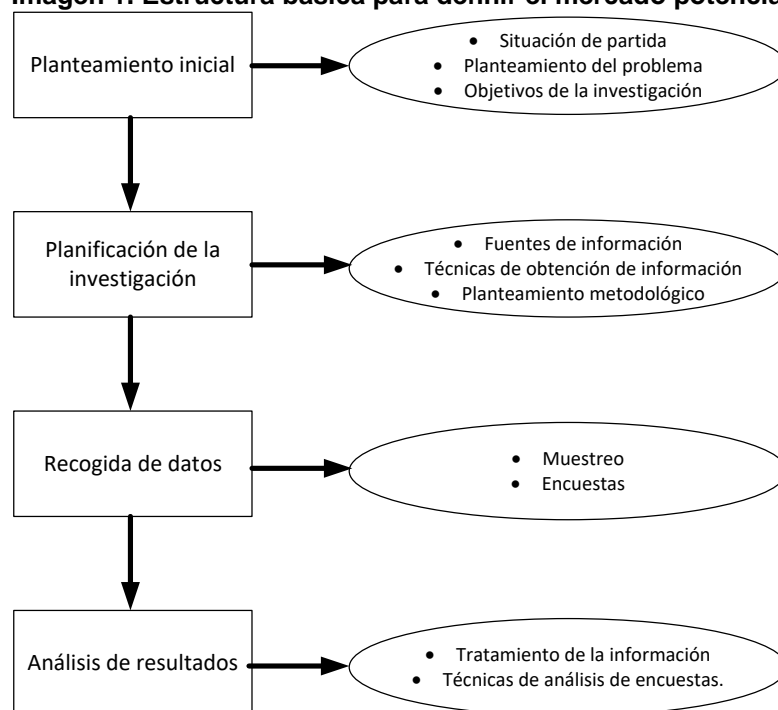 Imagen 1. Estructura básica para definir el mercado potencia
Planteamiento inicial
• Situación de partida
• Planteamiento del problema
• Objetivos de la investigación
Planificación de la
investigación
• Fuentes de información
• Técnicas de obtención de información
• Planteamiento metodológico
Recogida de datos
• Muestreo
• Encuestas
Análisis de resultados
• Tratamiento de la información
• Técnicas de análisis de encuestas.